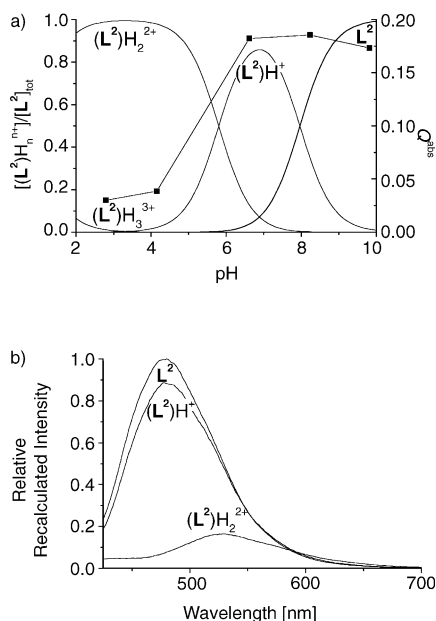 a)
[(L²)Hₙⁿ⁺]/[L²]tot
1.0
0.8
0.6
0.4
0.2
0.0
(L²)H₂²⁺
(L²)H⁺
L²
(L²)H₃³⁺
0.20
0.15
0.10
0.05
0.00
Qabs
2 4 6 8 10
pH
b)
Relative
Recalculated Intensity
1.0
0.8
0.6
0.4
0.2
0.0
L²
(L²)H⁺
(L²)H₂²⁺
500 600 700
Wavelength [nm]